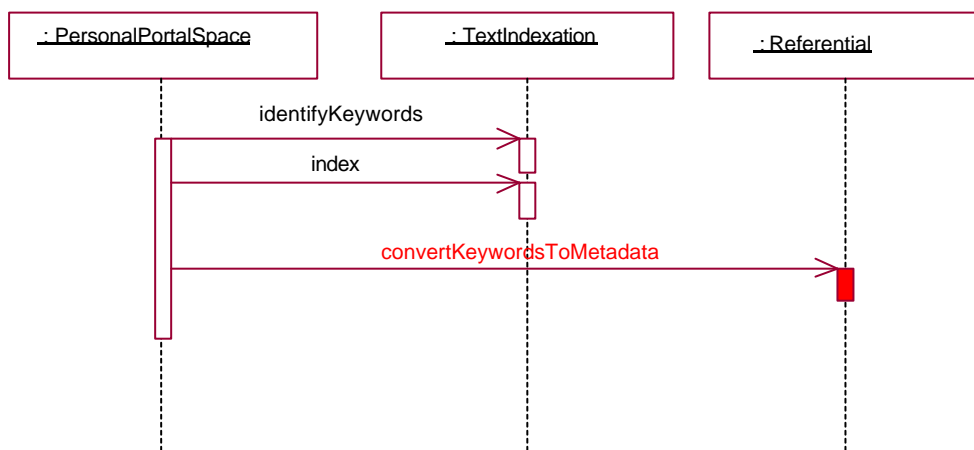 : PersonalPortalSpace
: TextIndexation
: Referential
identifyKeywords
index
convertKeywordsToMetadata